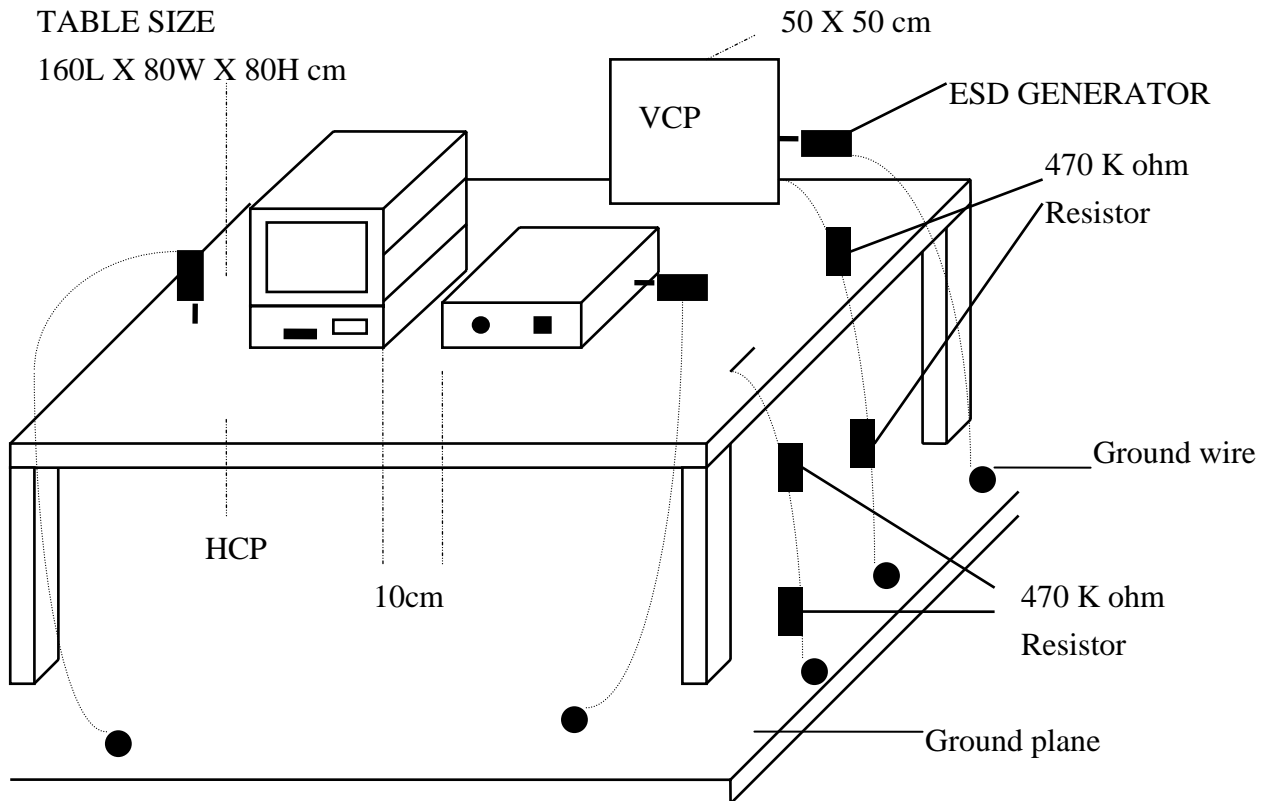 TABLE SIZE
160L X 80W X 80H cm
50 X 50 cm
VCP
ESD GENERATOR
470 K ohm
Resistor
Ground wire
HCP
10cm
470 K ohm
Resistor
Ground plane